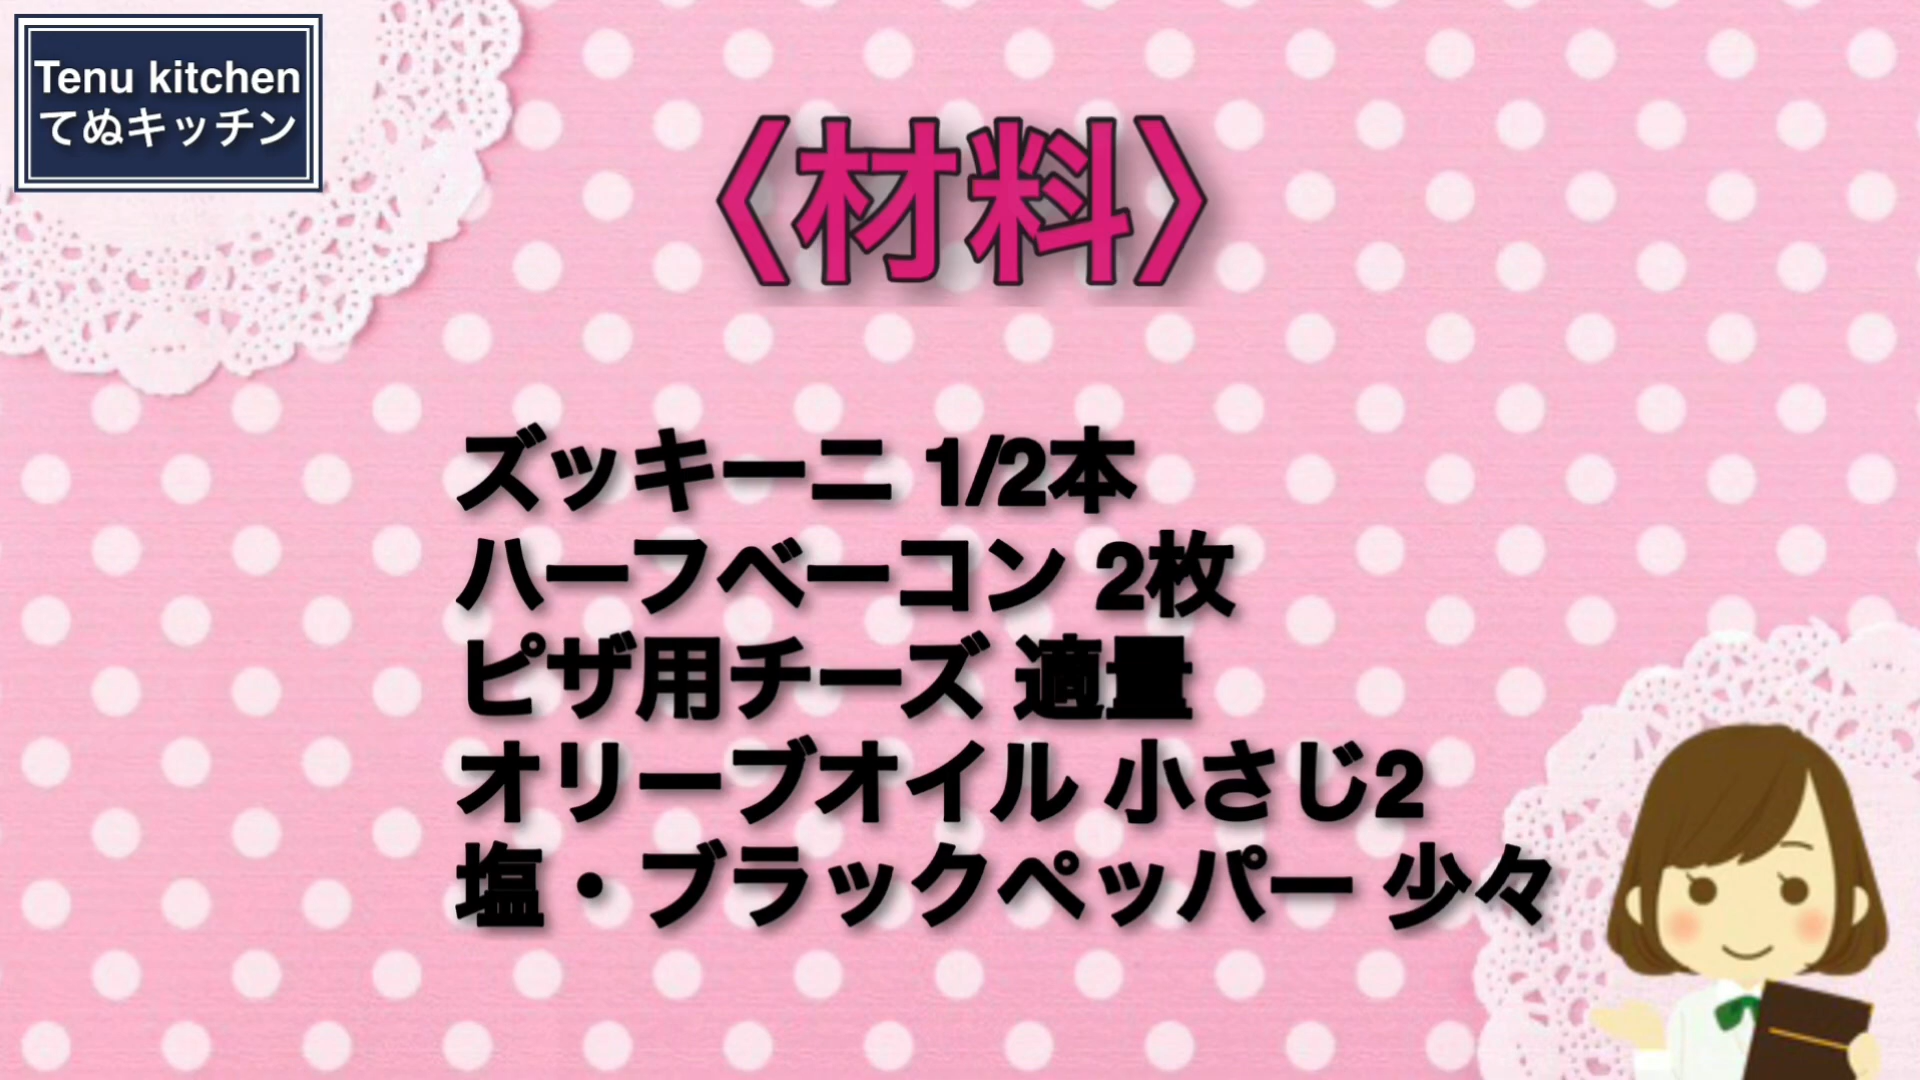 Tenu kitchen
てぬキッチン
〈材料〉
ズッキーニ 1/2本
ハーフベーコン 2枚
ピザ用チーズ 適量
オリーブオイル 小さじ2
塩・ブラックペッパー 少々